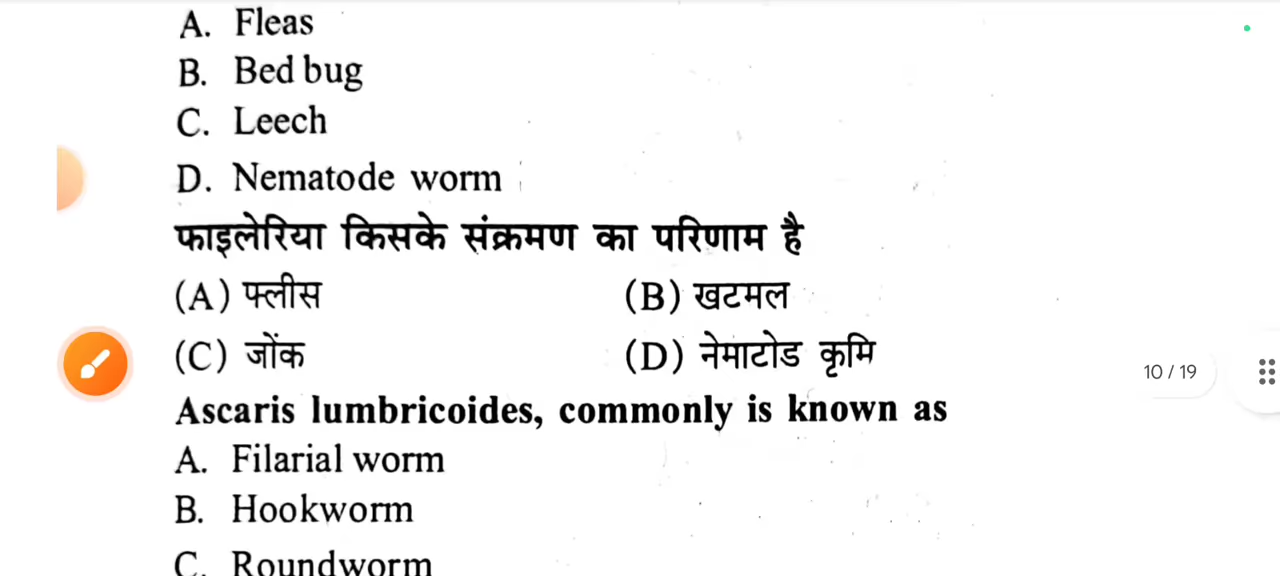 A. Fleas
B. Bed bug
C. Leech
D. Nematode worm
फाइलेरिया किसके संक्रमण का परिणाम है
(A) फ्लीस (B) खटमल
(C) जोंक (D) नेमाटोड कृमि
10 / 19
Ascaris lumbricoides, commonly is known as
A. Filarial worm
B. Hookworm
C. Roundworm